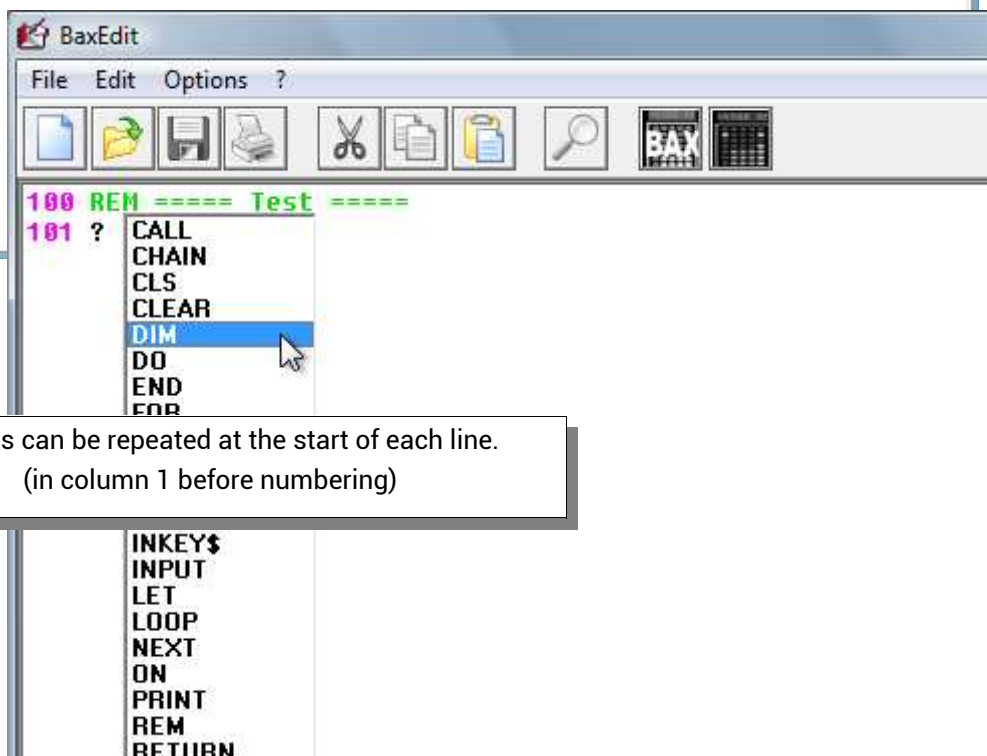 BaxEdit
File Edit Options ?
BAX
100 REM ===== Test =====
101 ?
CALL
CHAIN
CLS
CLEAR
DIM
DO
END
FOR
s can be repeated at the start of each line.
(in column 1 before numbering)
INKEY$
INPUT
LET
LOOP
NEXT
ON
PRINT
REM
RETURN